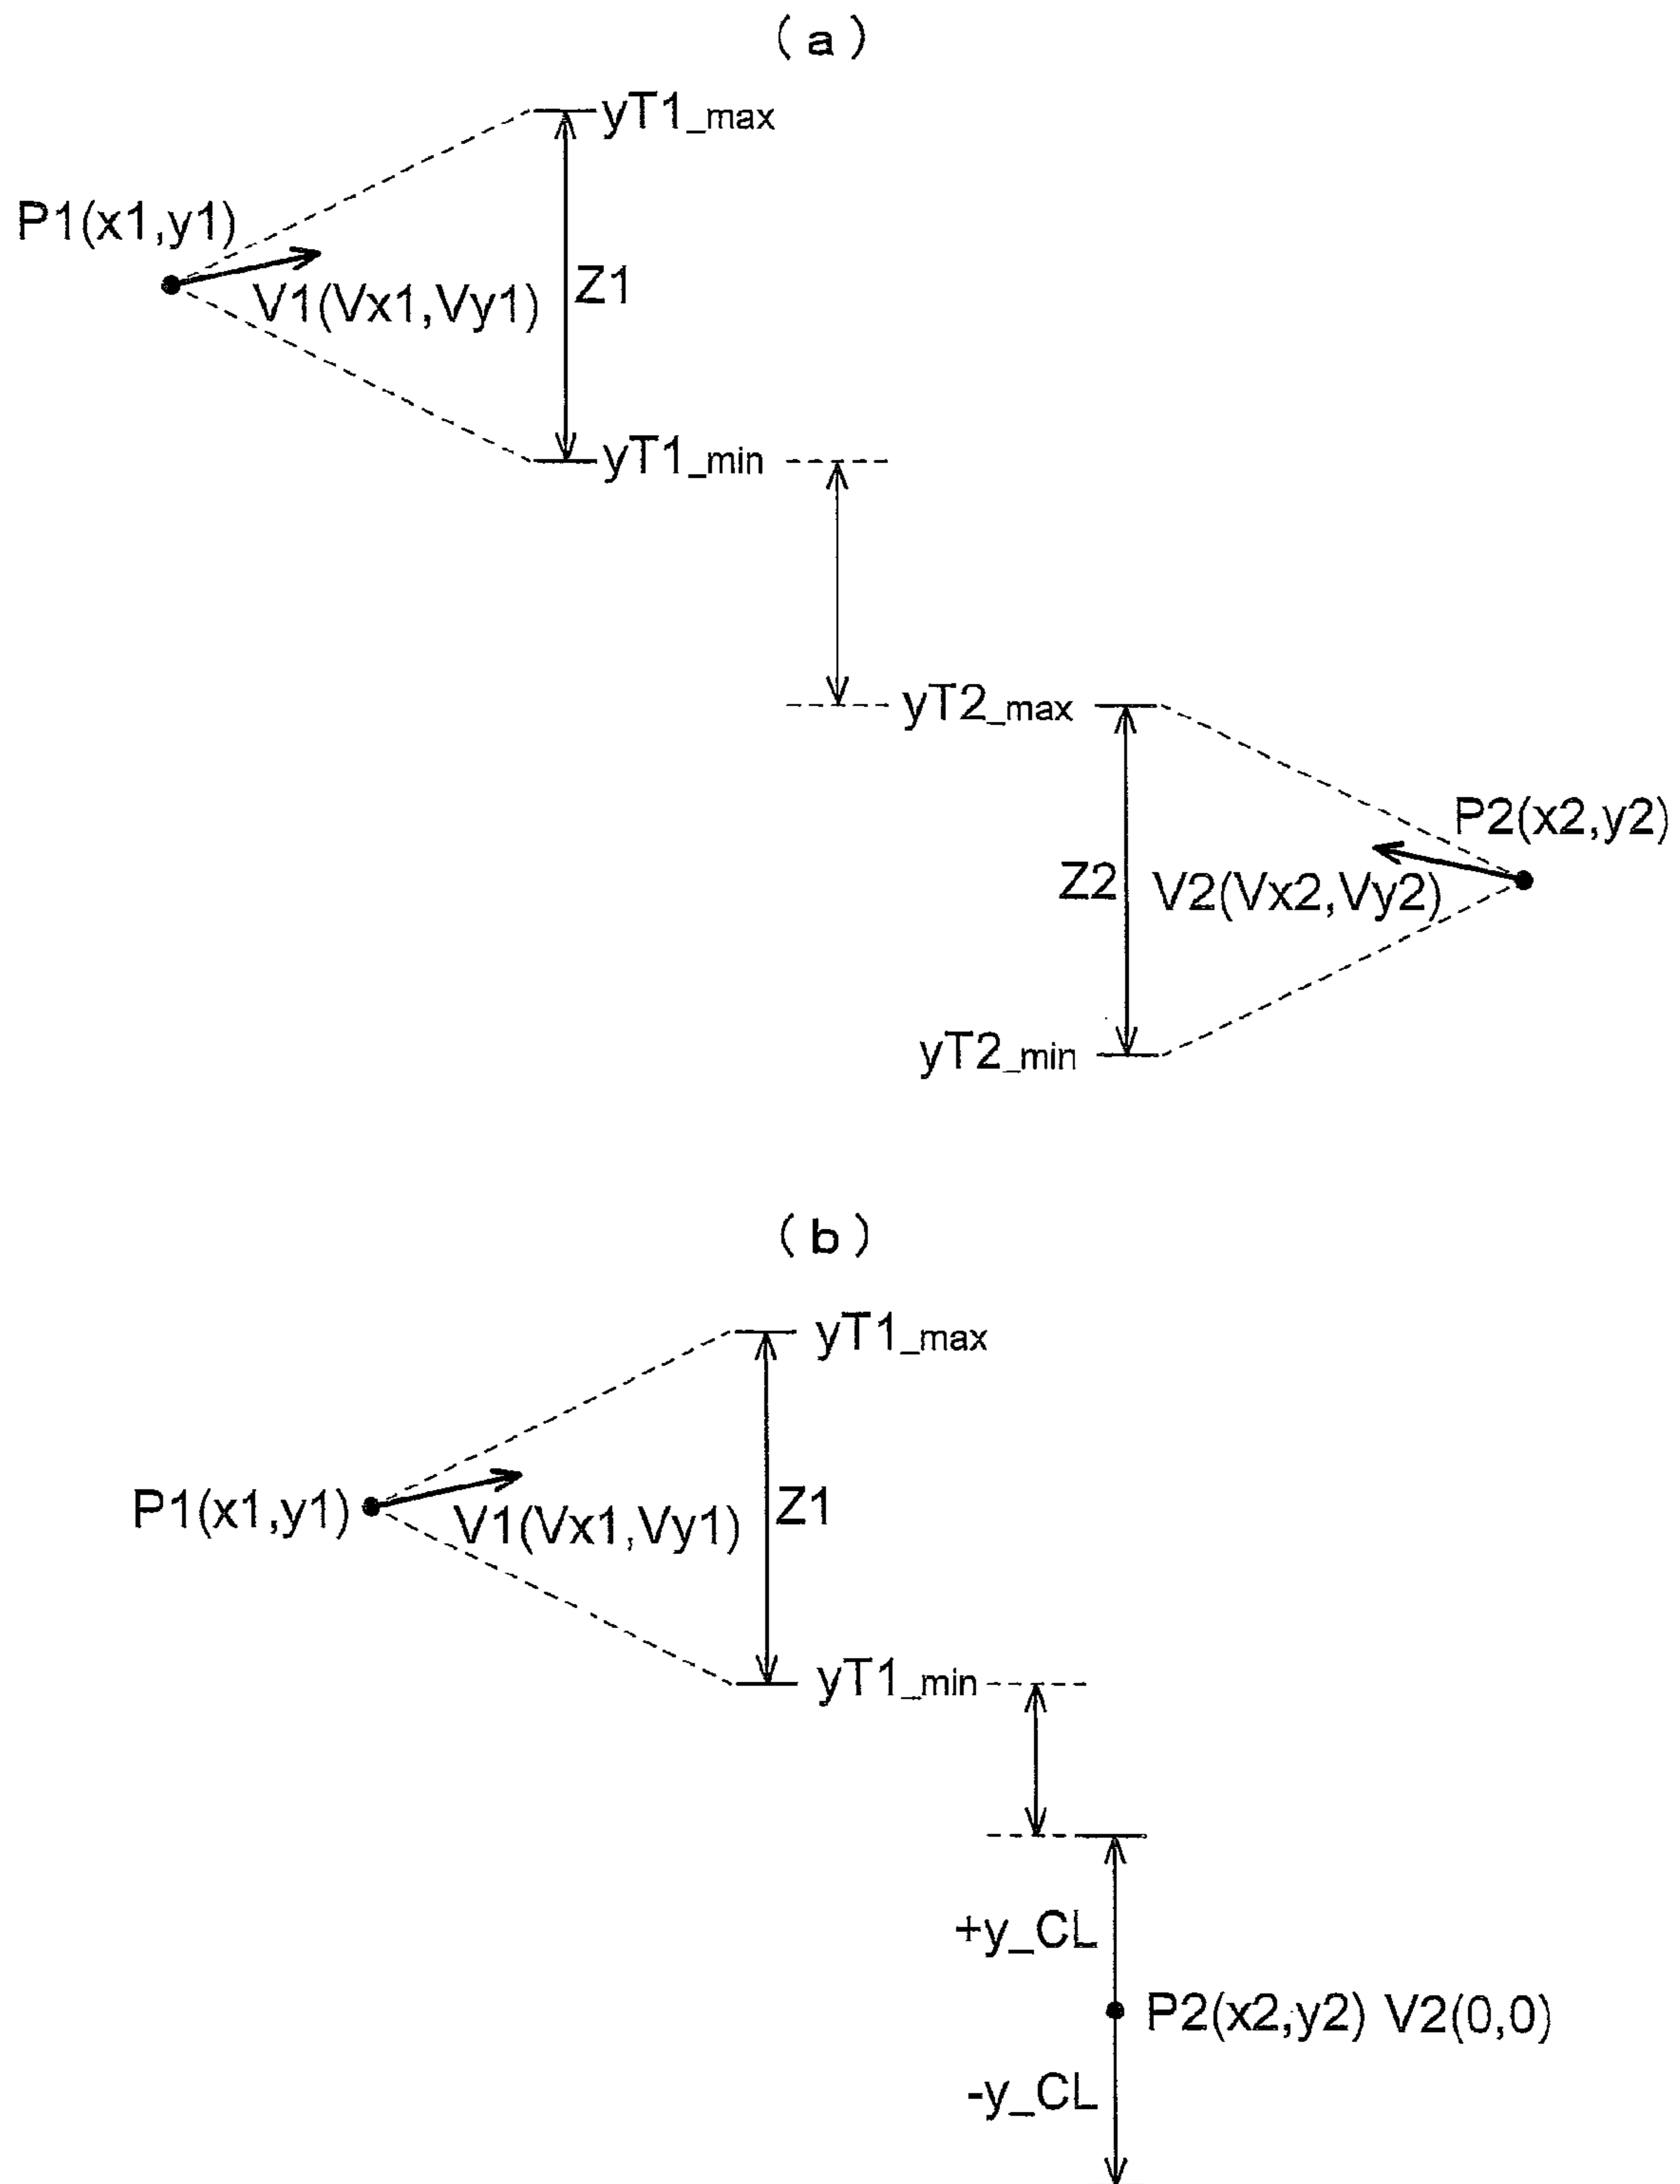 (a)
yT1_max
P1(x1,y1)
Z1
V1(Vx1,Vy1)
yT1_min
yT2_max
P2(x2,y2)
Z2
V2(Vx2,Vy2)
yT2_min
(b)
yT1_max
P1(x1,y1)
V1(Vx1,Vy1)
Z1
yT1_min
+y_CL
P2(x2,y2) V2(0,0)
-y_CL